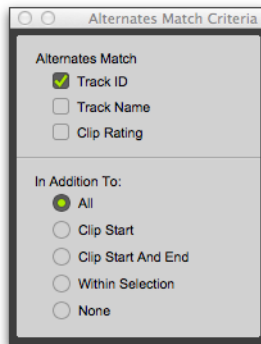 Alternates Match Criteria
Alternates Match
Track ID
Track Name
Clip Rating
In Addition To:
All
Clip Start
Clip Start And End
Within Selection
None